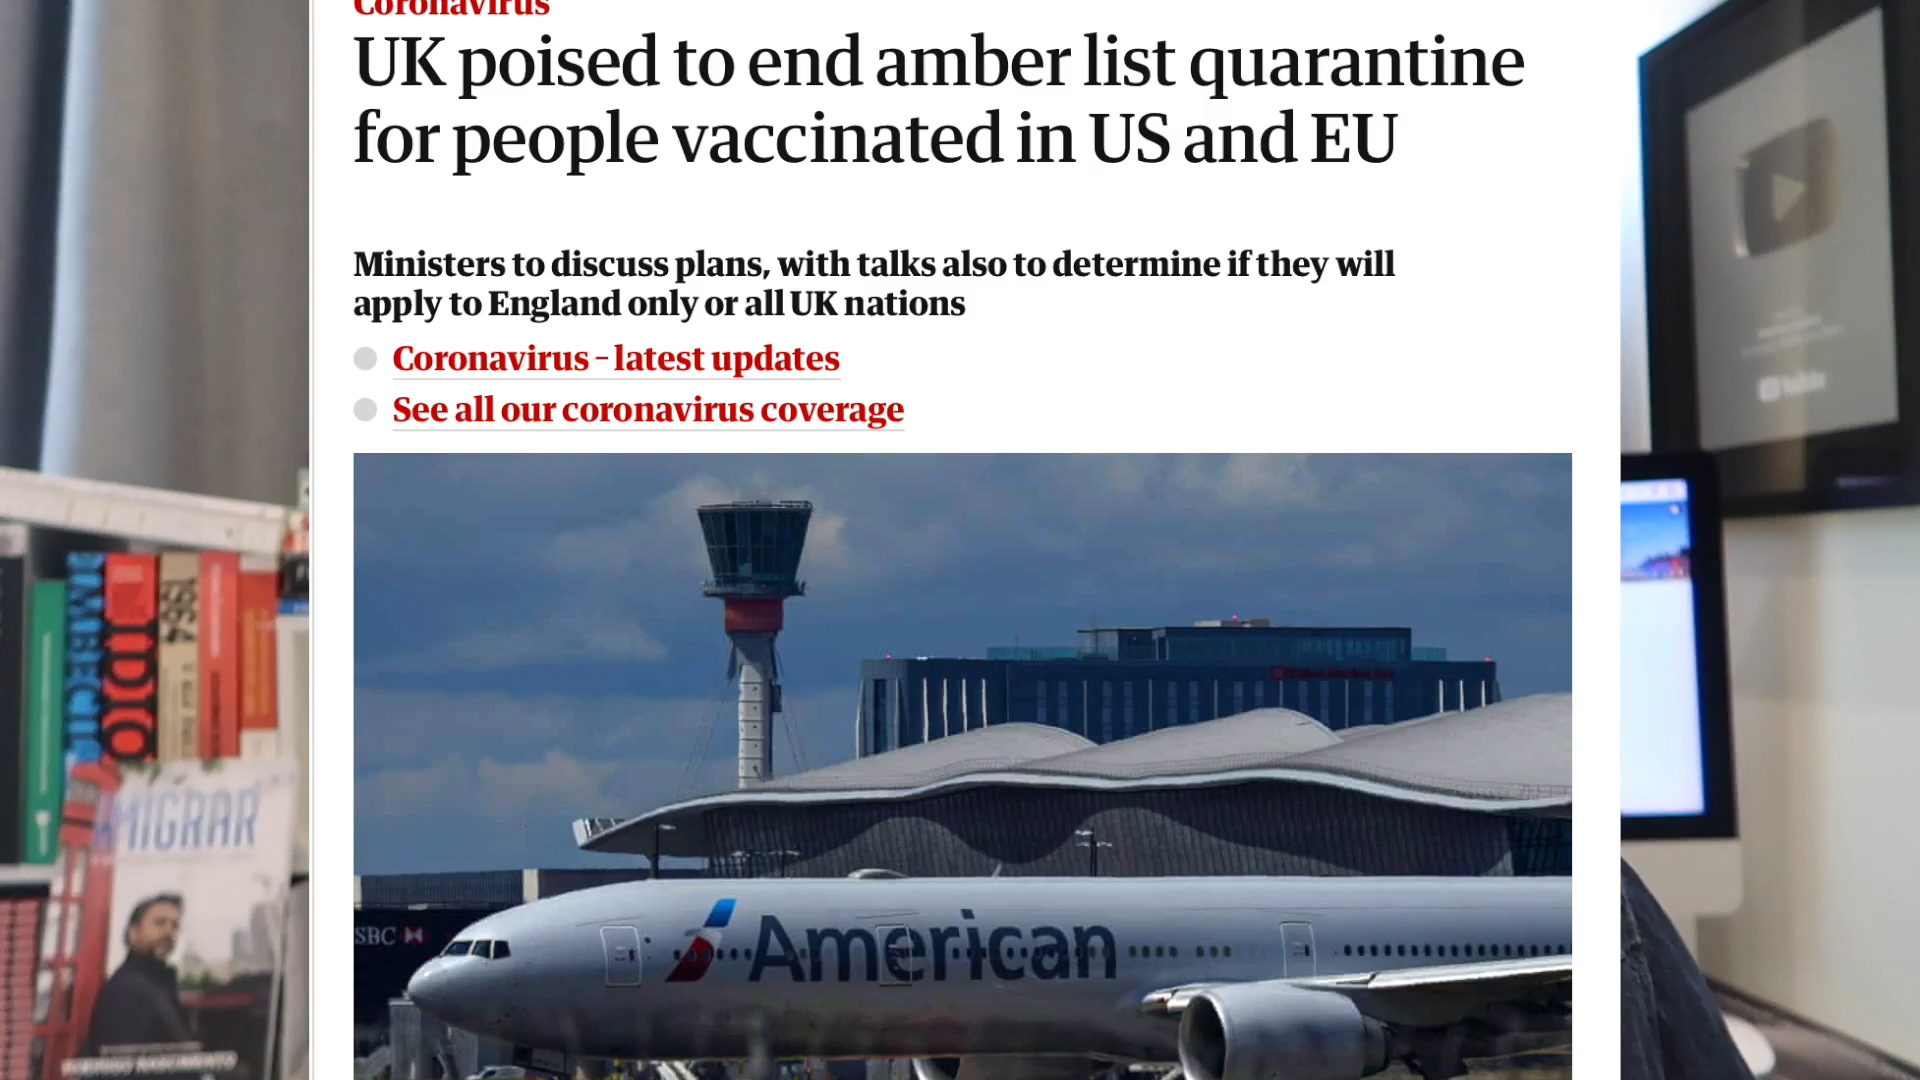 Coronavirus
UK poised to end amber list quarantine
for people vaccinated in US and EU
Ministers to discuss plans, with talks also to determine if they will
apply to England only or all UK nations
Coronavirus – latest updates
See all our coronavirus coverage
SBC
American
1964
YouTube